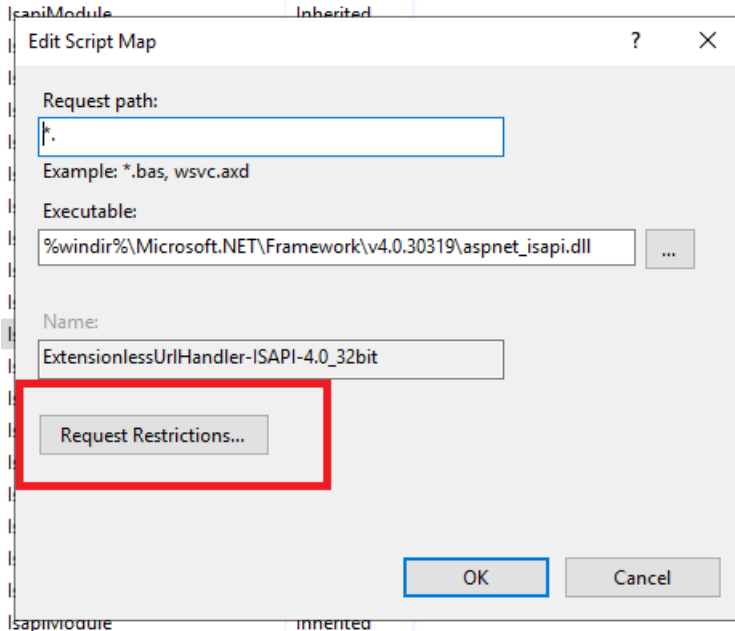 IsapiModule Inherited
Edit Script Map ?
Request path:
*.
Example: *.bas, wsvc.axd
Executable:
%windir%\Microsoft.NET\Framework\v4.0.30319\aspnet_isapi.dll ...
Name:
ExtensionlessUrlHandler-ISAPI-4.0_32bit
Request Restrictions...
OK Cancel
IsapiModule Inherited